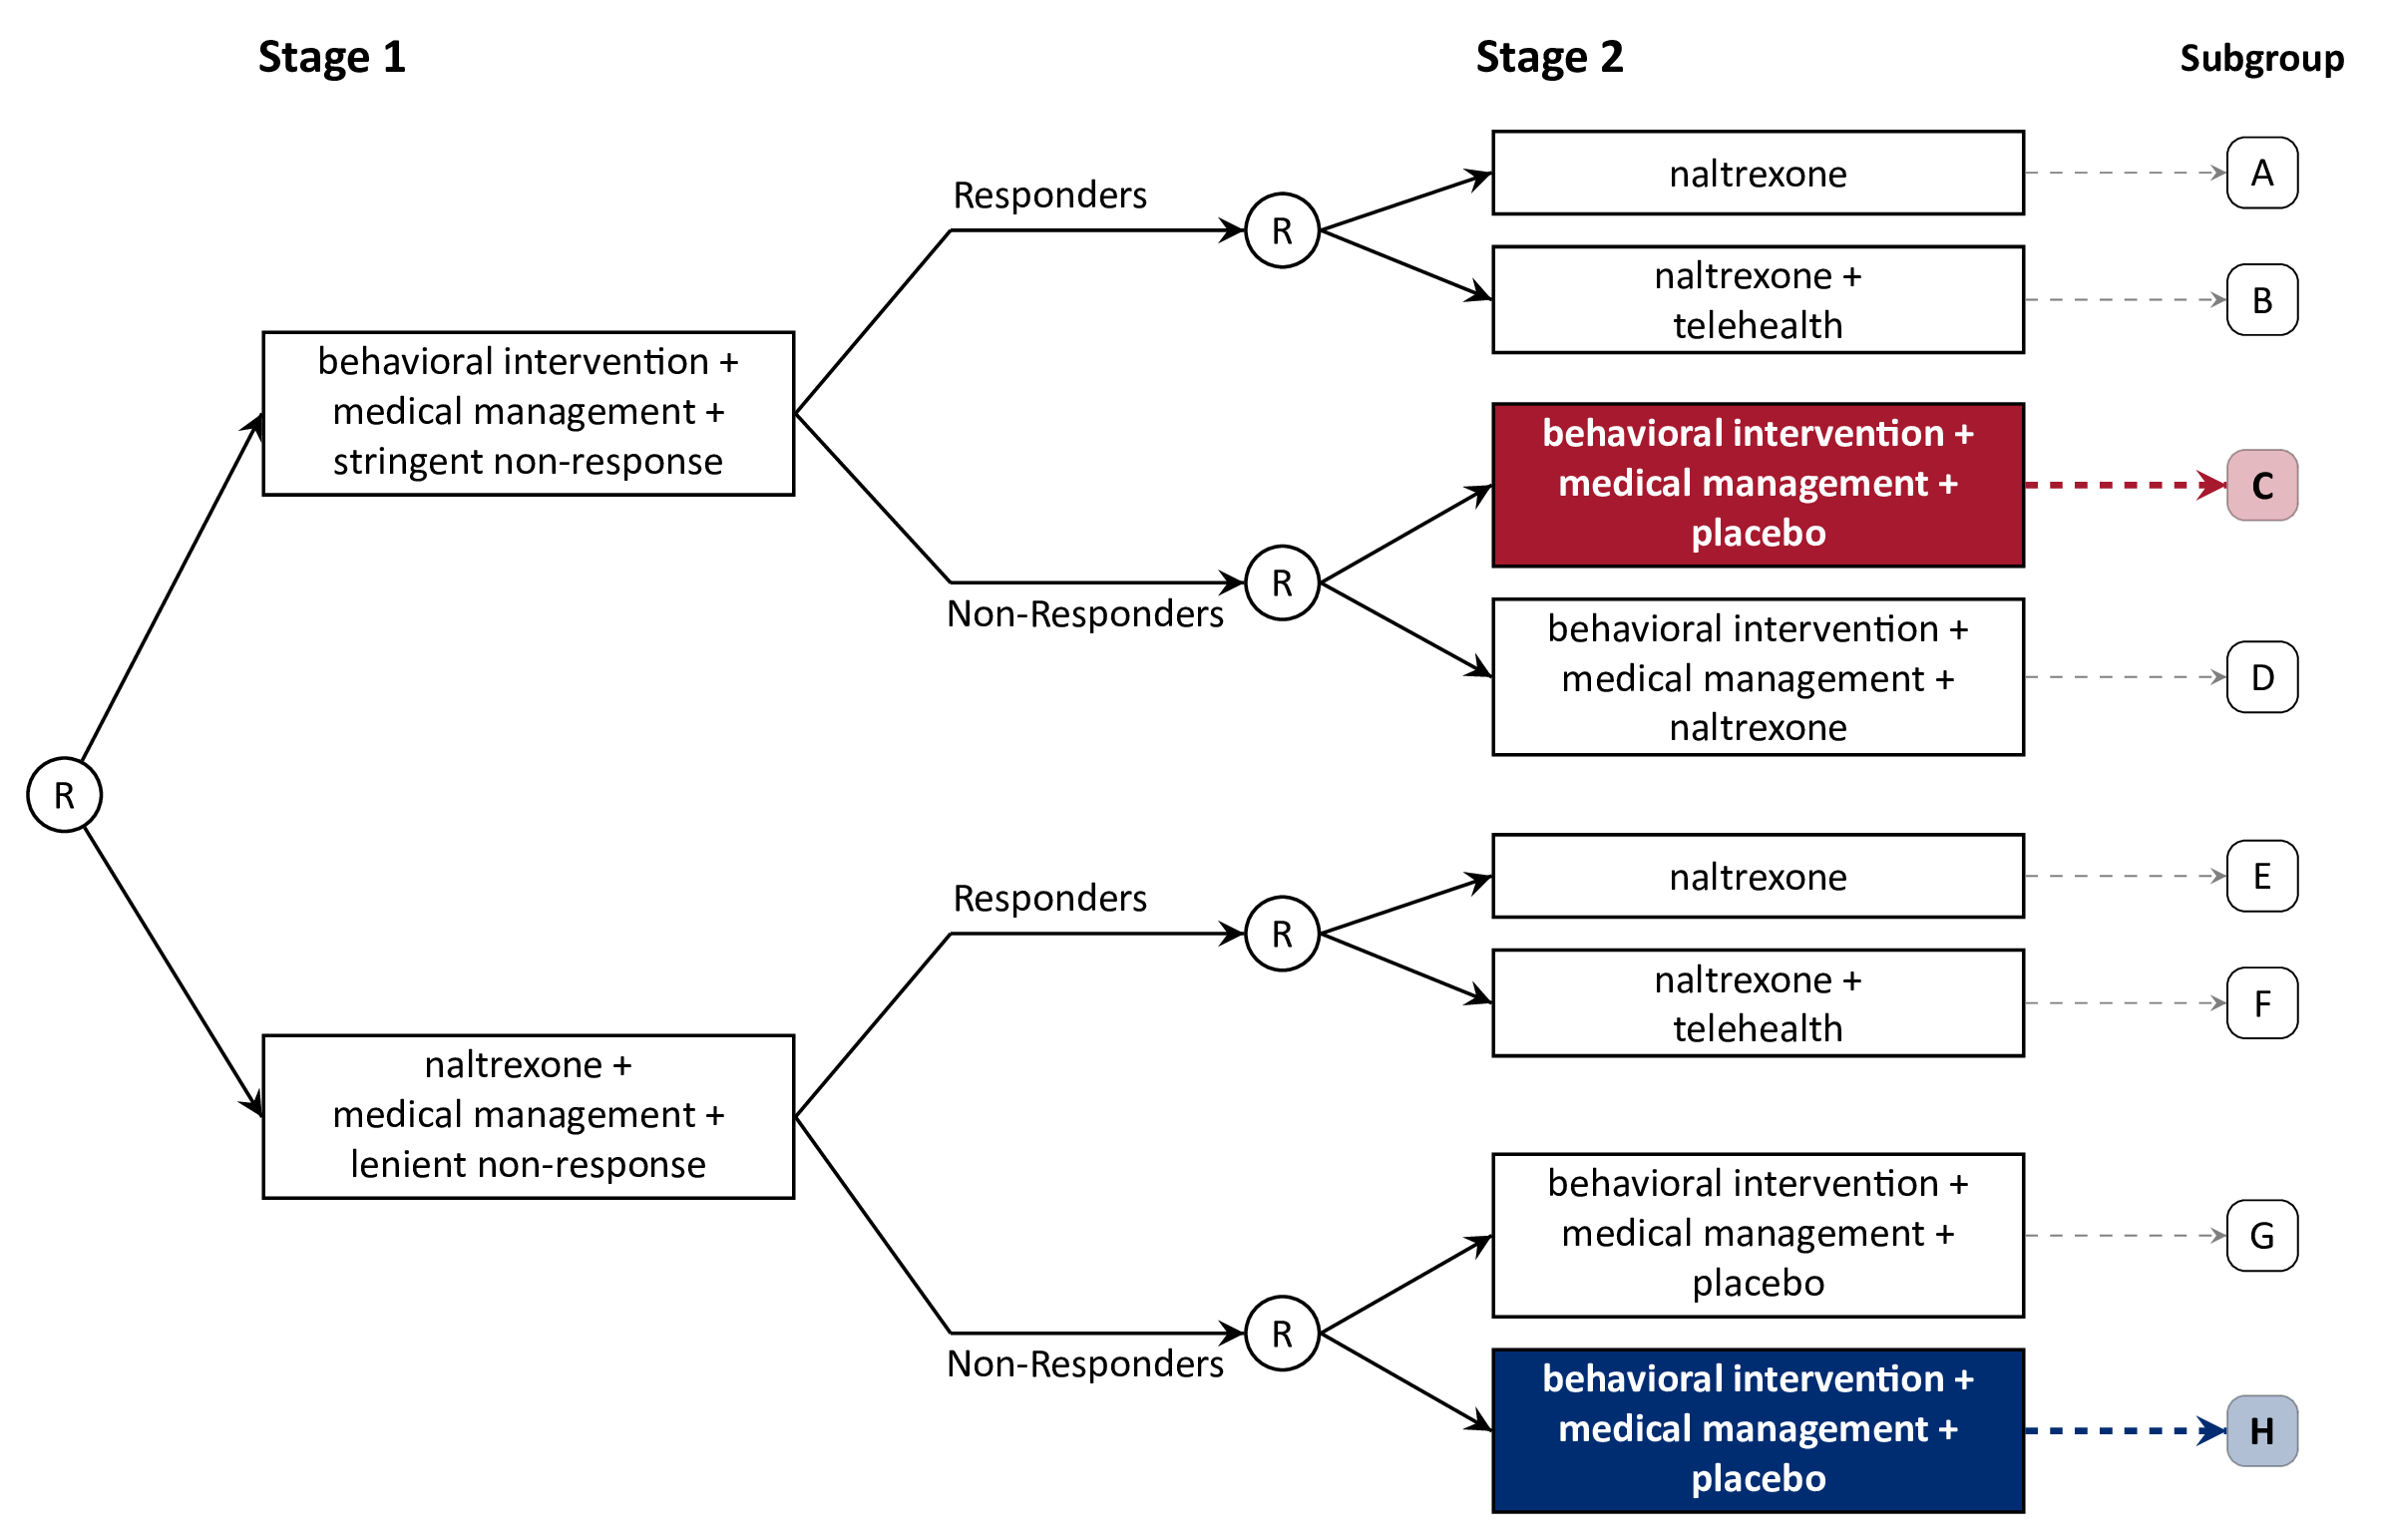 Stage 1
Stage 2
Subgroup
R
behavioral intervention +
medical management +
stringent non-response
Responders
R
naltrexone
A
naltrexone +
telehealth
B
Non-Responders
R
behavioral intervention +
medical management +
placebo
C
behavioral intervention +
medical management +
naltrexone
D
naltrexone +
medical management +
lenient non-response
Responders
R
naltrexone
E
naltrexone +
telehealth
F
Non-Responders
R
behavioral intervention +
medical management +
placebo
G
behavioral intervention +
medical management +
placebo
H